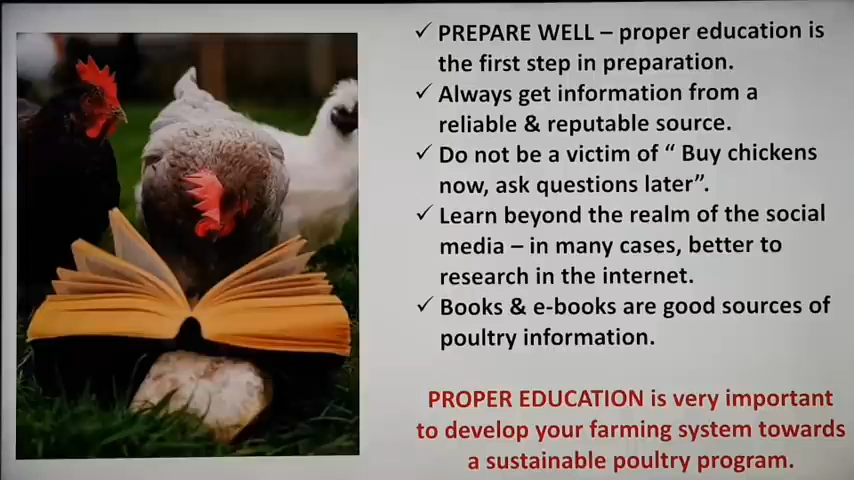 ✓ PREPARE WELL – proper education is
the first step in preparation.
✓ Always get information from a
reliable & reputable source.
✓ Do not be a victim of “ Buy chickens
now, ask questions later”.
✓ Learn beyond the realm of the social
media – in many cases, better to
research in the internet.
✓ Books & e-books are good sources of
poultry information.
PROPER EDUCATION is very important
to develop your farming system towards
a sustainable poultry program.